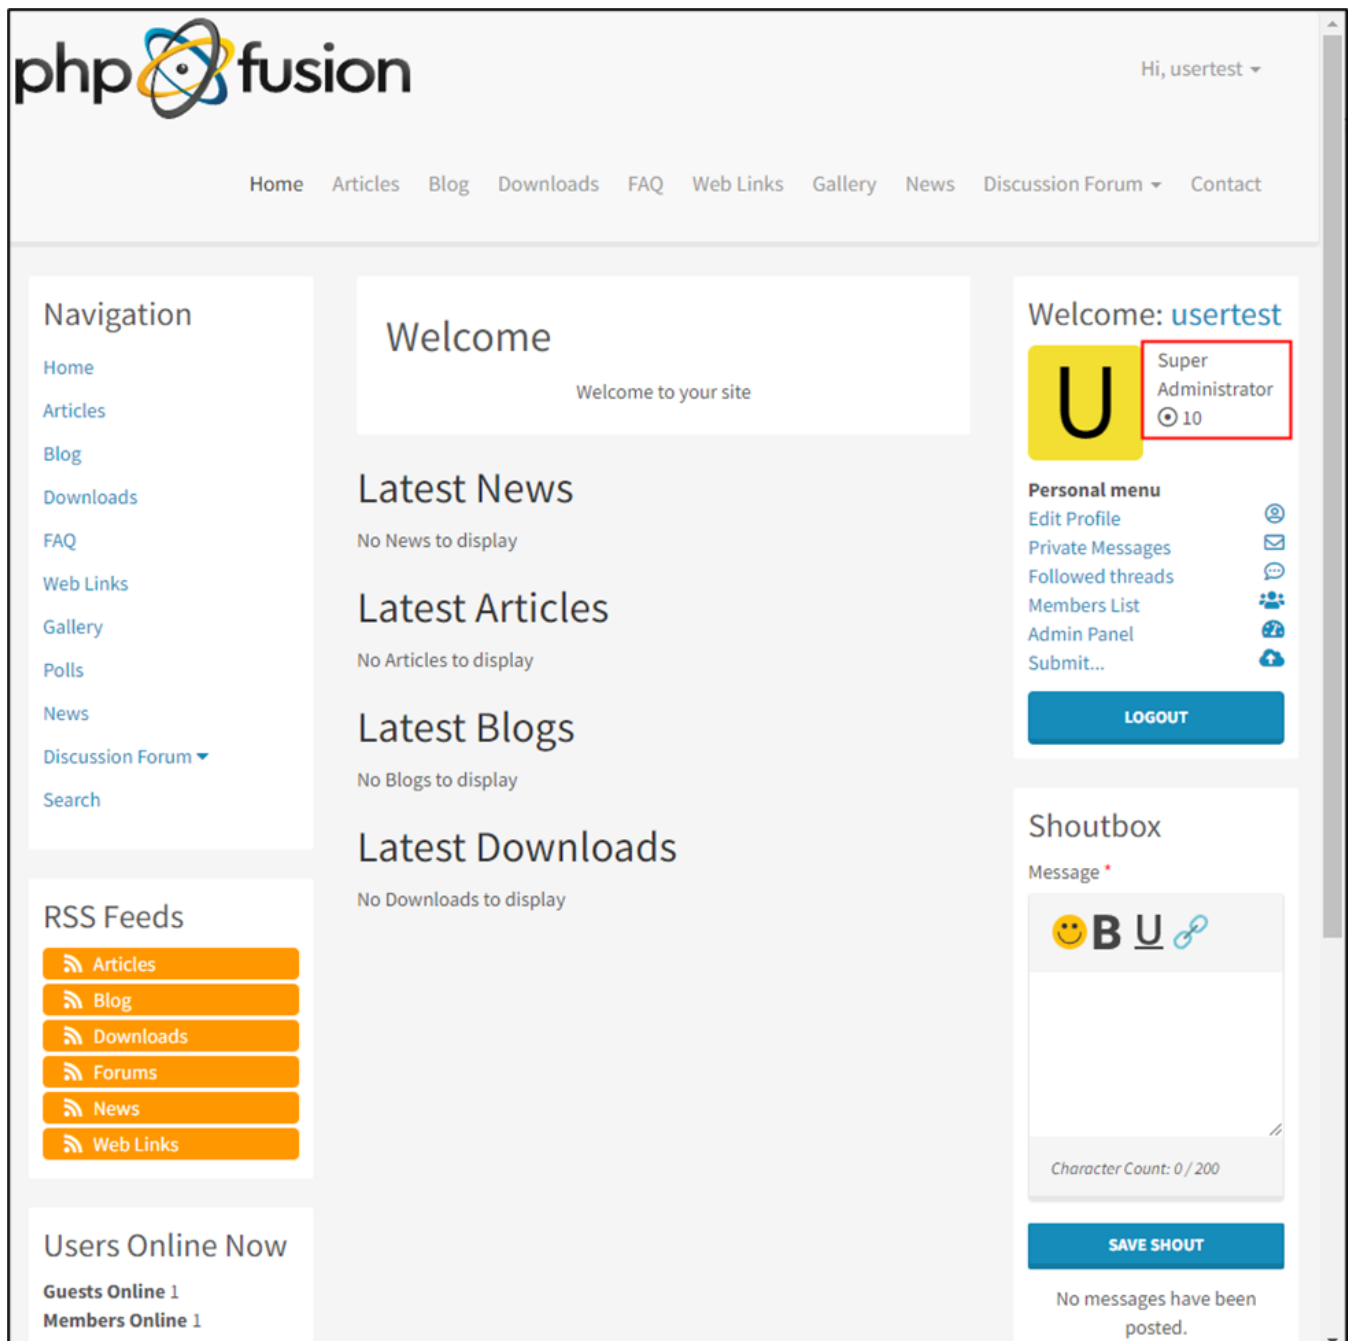 php fusion
Hi, usertest
Home Articles Blog Downloads FAQ Web Links Gallery News Discussion Forum Contact
Navigation
Home
Articles
Blog
Downloads
FAQ
Web Links
Gallery
Polls
News
Discussion Forum
Search
RSS Feeds
Articles
Blog
Downloads
Forums
News
Web Links
Users Online Now
Guests Online 1
Members Online 1
Welcome
Welcome to your site
Latest News
No News to display
Latest Articles
No Articles to display
Latest Blogs
No Blogs to display
Latest Downloads
No Downloads to display
Welcome: usertest
U
Super
Administrator
10
Personal menu
Edit Profile
Private Messages
Followed threads
Members List
Admin Panel
Submit...
LOGOUT
Shoutbox
Message *
B U
Character Count: 0 / 200
SAVE SHOUT
No messages have been
posted.